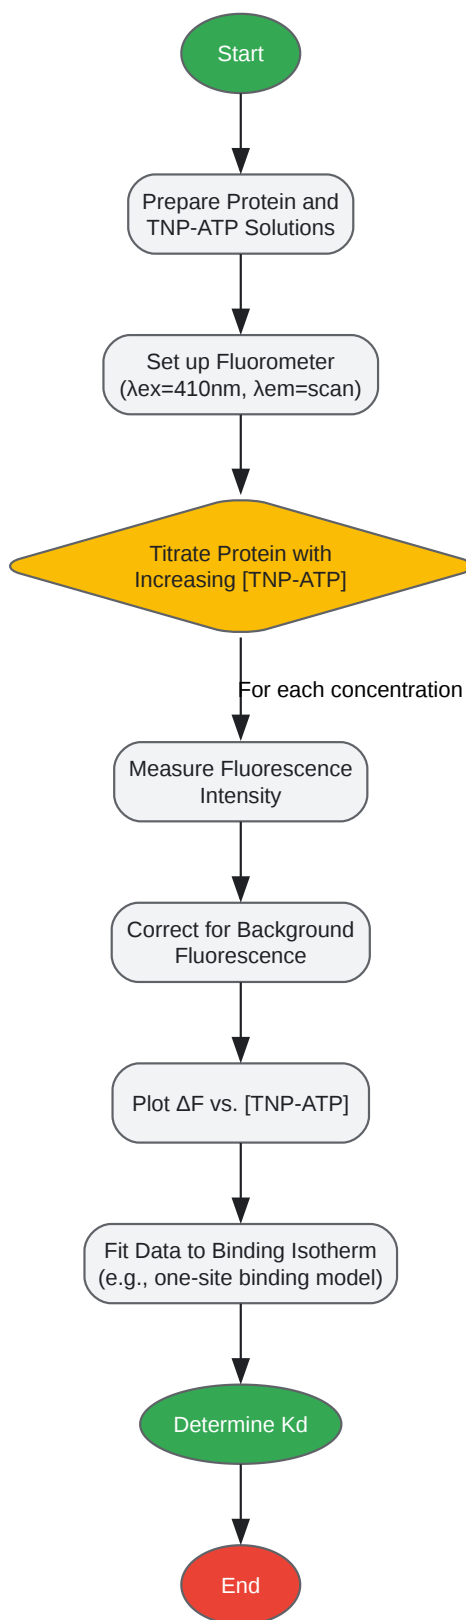 Start
Prepare Protein and
TNP-ATP Solutions
Set up Fluorometer
(λex=410nm, λem=scan)
Titrate Protein with
Increasing [TNP-ATP]
For each concentration
Measure Fluorescence
Intensity
Correct for Background
Fluorescence
Plot ΔF vs. [TNP-ATP]
Fit Data to Binding Isotherm
(e.g., one-site binding model)
Determine Kd
End